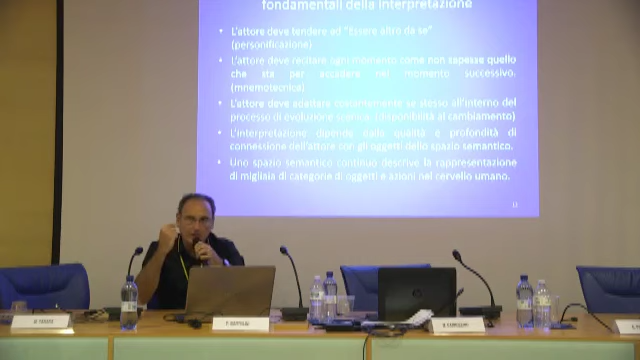 fondamentali della interpretazione
• L'attore deve tendere ad "Essere altro da se"
(personificazione)
• L'attore deve recitare ogni momento come non sapesse quello
che sta per accadere nel momento successivo.
(mnemotecnica)
• L'attore deve adattare costantemente se stesso all'interno del
processo di evoluzione scenica. (disponibilità al cambiamento)
• L'interpretazione dipende dalla qualità e profondità di
connessione dell'attore con gli oggetti dello spazio semantico.
• Uno spazio semantico continuo descrive la rappresentazione
di migliaia di categorie di oggetti e azioni nel cervello umano.